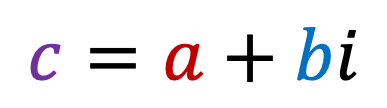 c = a + bi